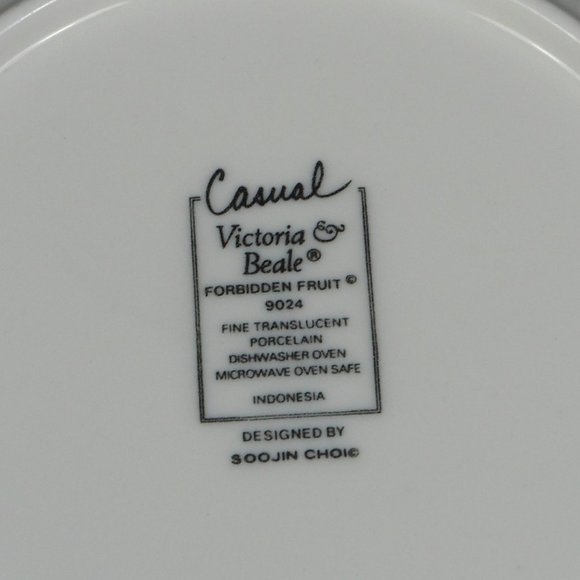 Casual
Victoria &
Beale®
FORBIDDEN FRUIT ©
9024
FINE TRANSLUCENT
PORCELAIN
DISHWASHER OVEN
MICROWAVE OVEN SAFE
INDONESIA
DESIGNED BY
SOOJIN CHOI©